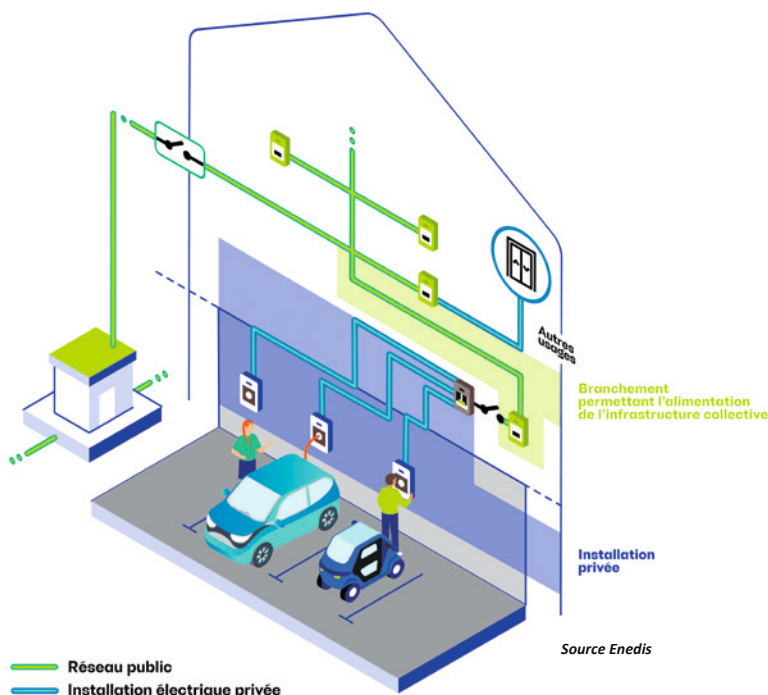 Autres
usages
Branchement
permettant l'alimentation
de l'infrastructure collective
Installation
privée
Source Enedis
Réseau public
Installation électrique privée